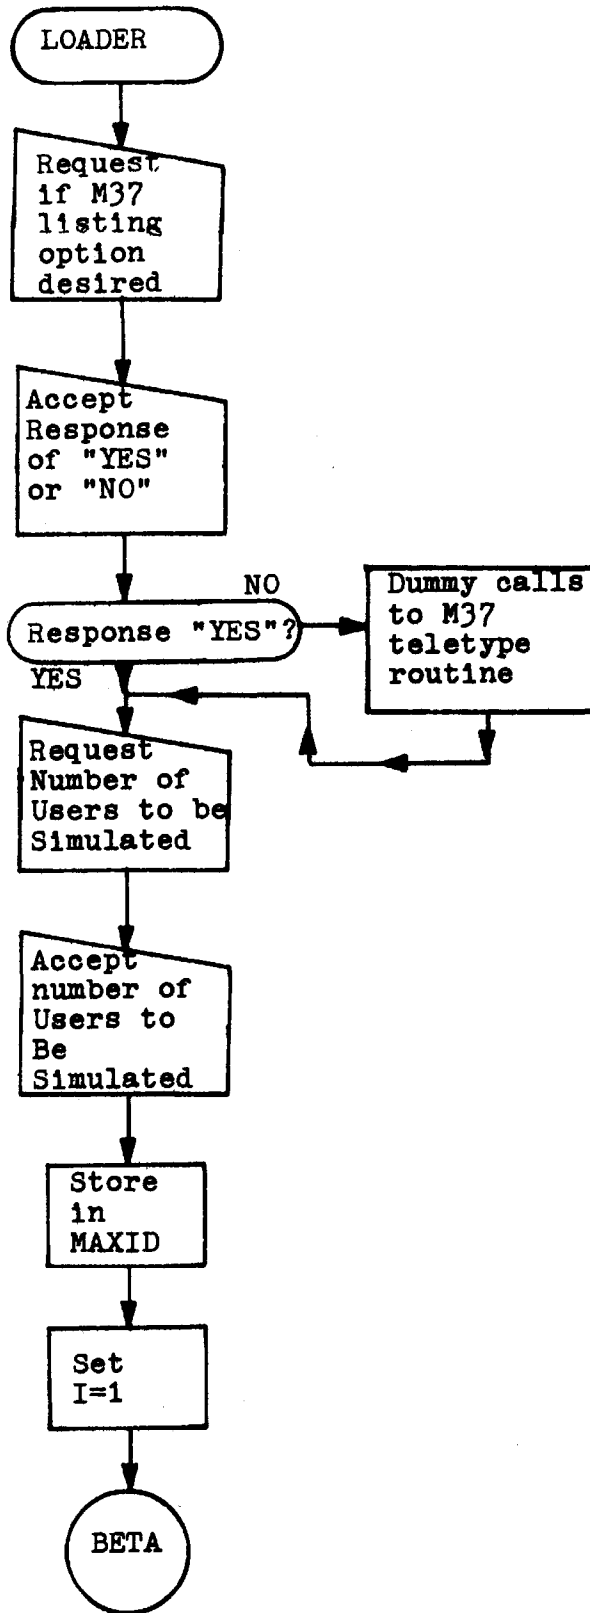 LOADER
Request
if M37
listing
option
desired
Accept
Response
of "YES"
or "NO"
NO
Response "YES"?
YES
Dummy calls
to M37
teletype
routine
Request
Number of
Users to be
Simulated
Accept
number of
Users to
Be
Simulated
Store
in
MAXID
Set
I=1
BETA